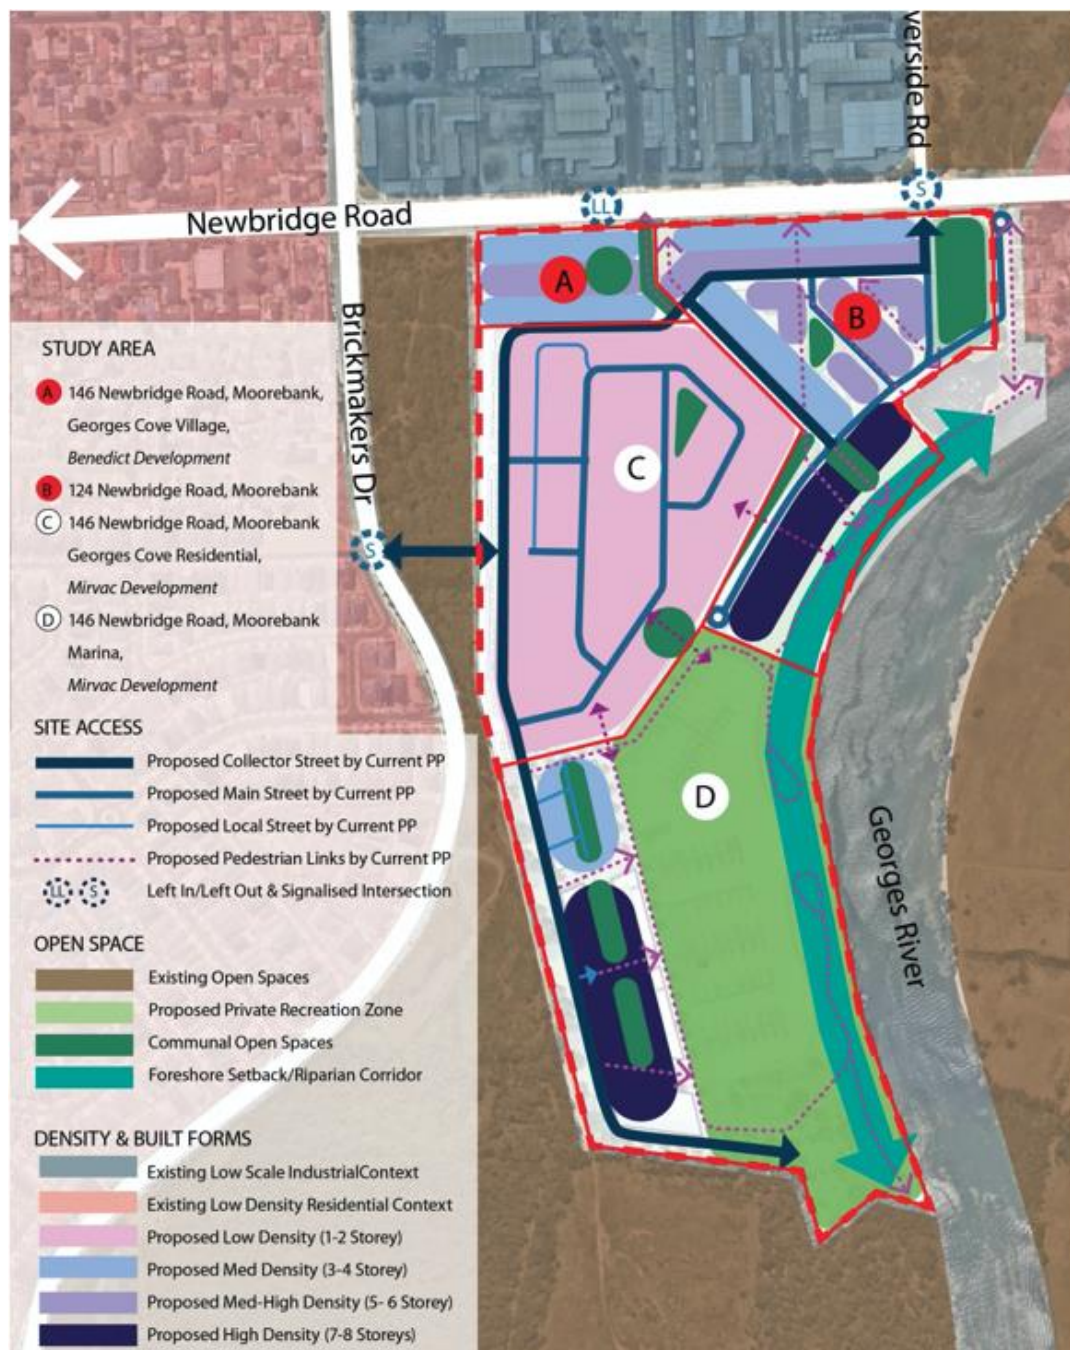 verside Rd
Newbridge Road
LL
S
A
B
Brickmakers Dr
C
S
D
Georges River
STUDY AREA
A 146 Newbridge Road, Moorebank,
Georges Cove Village,
Benedict Development
B 124 Newbridge Road, Moorebank
C 146 Newbridge Road, Moorebank
Georges Cove Residential,
Mirvac Development
D 146 Newbridge Road, Moorebank
Marina,
Mirvac Development
SITE ACCESS
Proposed Collector Street by Current PP
Proposed Main Street by Current PP
Proposed Local Street by Current PP
Proposed Pedestrian Links by Current PP
LL S Left In/Left Out & Signalised Intersection
OPEN SPACE
Existing Open Spaces
Proposed Private Recreation Zone
Communal Open Spaces
Foreshore Setback/Riparian Corridor
DENSITY & BUILT FORMS
Existing Low Scale IndustrialContext
Existing Low Density Residential Context
Proposed Low Density (1-2 Storey)
Proposed Med Density (3-4 Storey)
Proposed Med-High Density (5- 6 Storey)
Proposed High Density (7-8 Storeys)